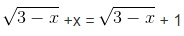 √3 − x +x = √3 − x + 1